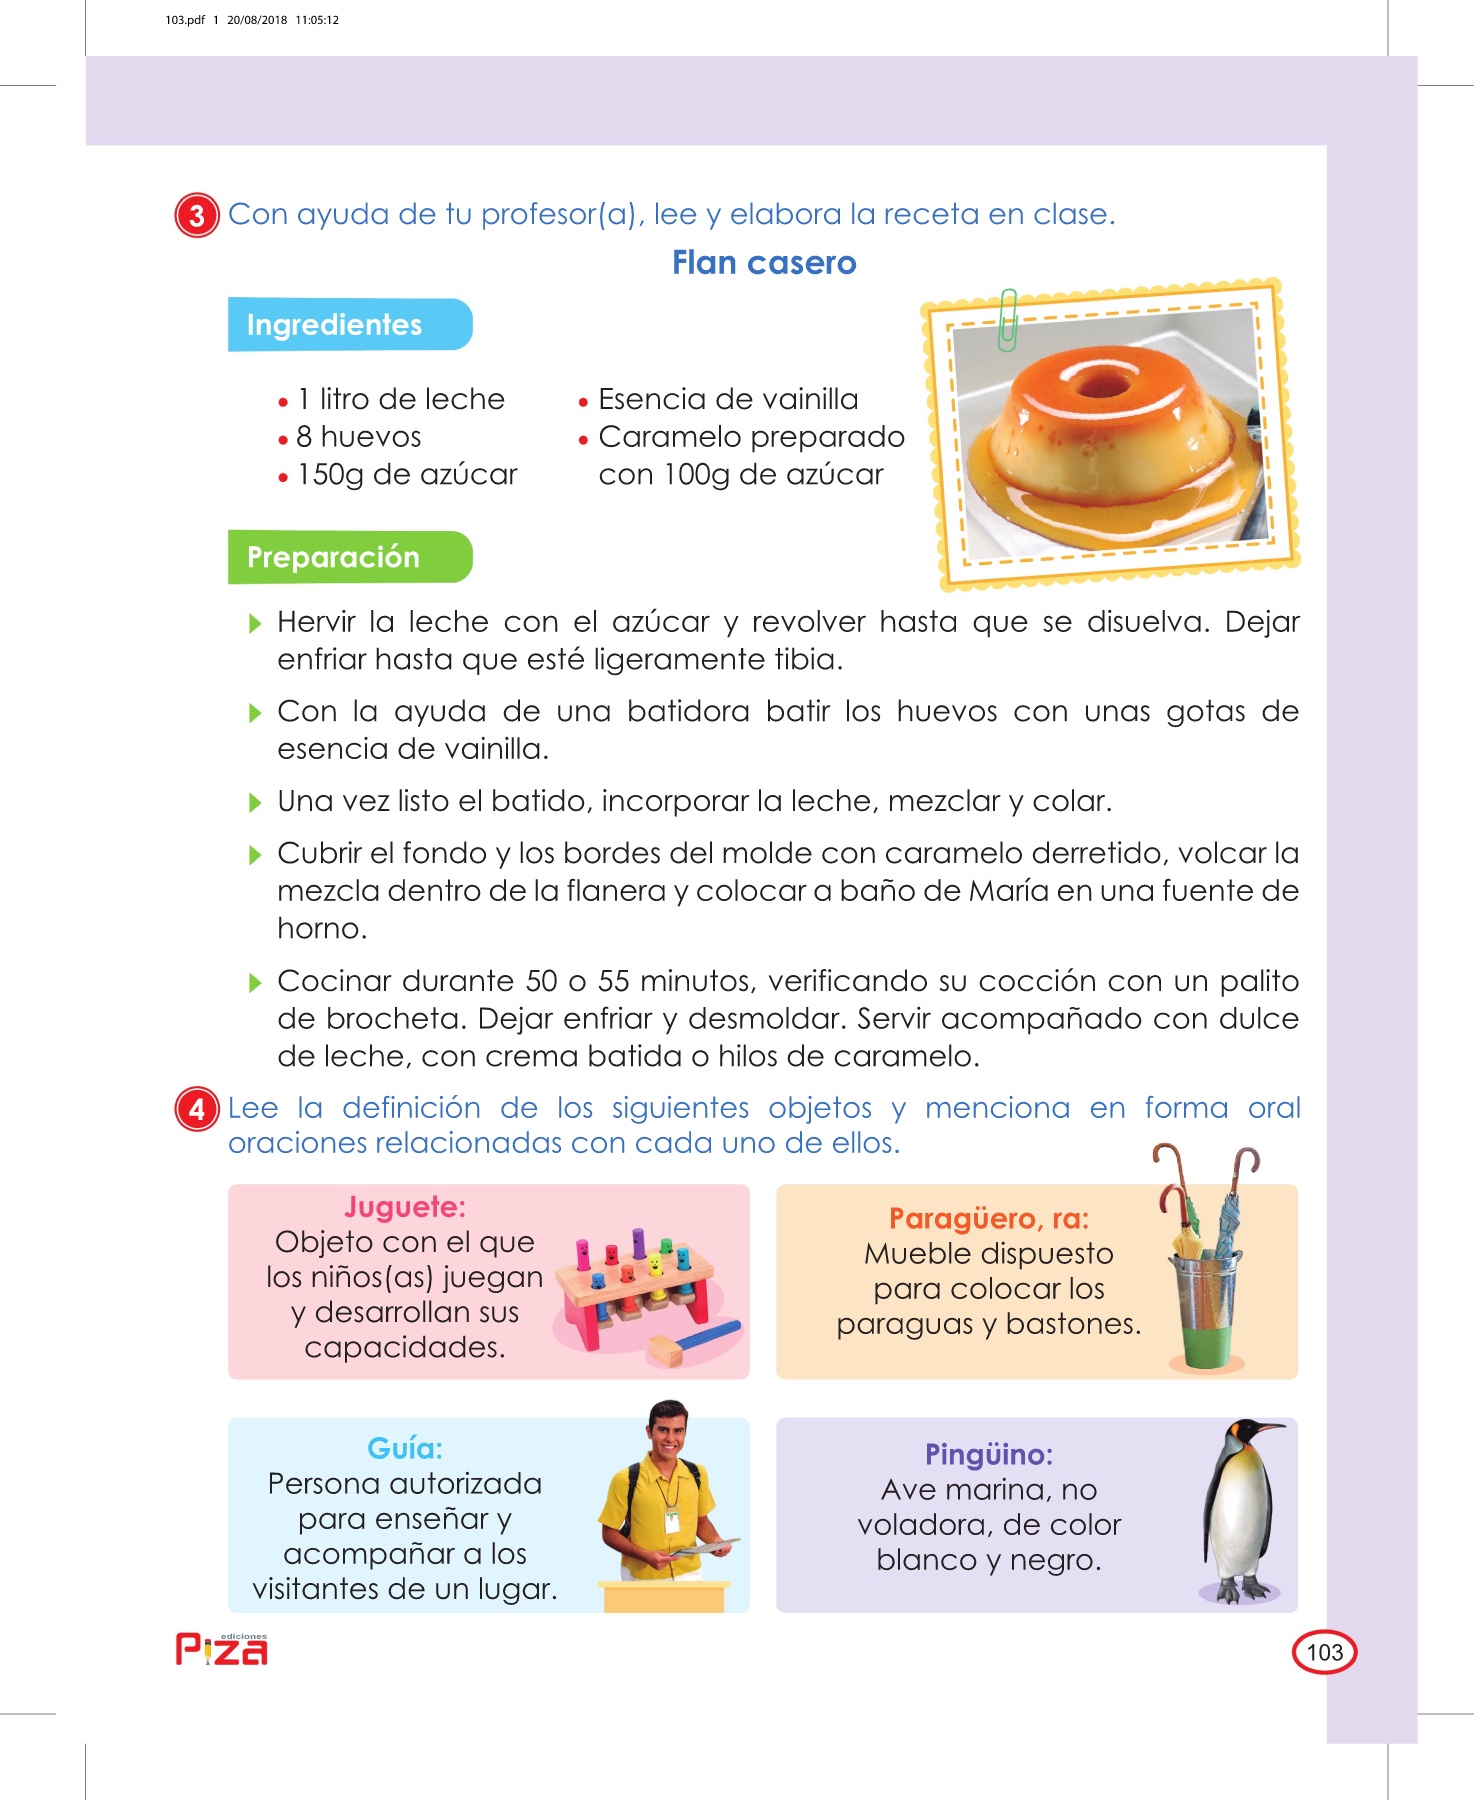 103.pdf 1 20/08/2018 11:05:12
3 Con ayuda de tu profesor(a), lee y elabora la receta en clase.
Flan casero
Ingredientes
• 1 litro de leche
• 8 huevos
• 150g de azúcar
• Esencia de vainilla
• Caramelo preparado
con 100g de azúcar
Preparación
Hervir la leche con el azúcar y revolver hasta que se disuelva. Dejar
enfriar hasta que esté ligeramente tibia.
Con la ayuda de una batidora batir los huevos con unas gotas de
esencia de vainilla.
Una vez listo el batido, incorporar la leche, mezclar y colar.
Cubrir el fondo y los bordes del molde con caramelo derretido, volcar la
mezcla dentro de la flanera y colocar a baño de María en una fuente de
horno.
Cocinar durante 50 o 55 minutos, verificando su cocción con un palito
de brocheta. Dejar enfriar y desmoldar. Servir acompañado con dulce
de leche, con crema batida o hilos de caramelo.
4 Lee la definición de los siguientes objetos y menciona en forma oral
oraciones relacionadas con cada uno de ellos.
Juguete:
Objeto con el que
los niños(as) juegan
y desarrollan sus
capacidades.
Paragüero, ra:
Mueble dispuesto
para colocar los
paraguas y bastones.
Guía:
Persona autorizada
para enseñar y
acompañar a los
visitantes de un lugar.
Pingüino:
Ave marina, no
voladora, de color
blanco y negro.
ediciones
Piza
103